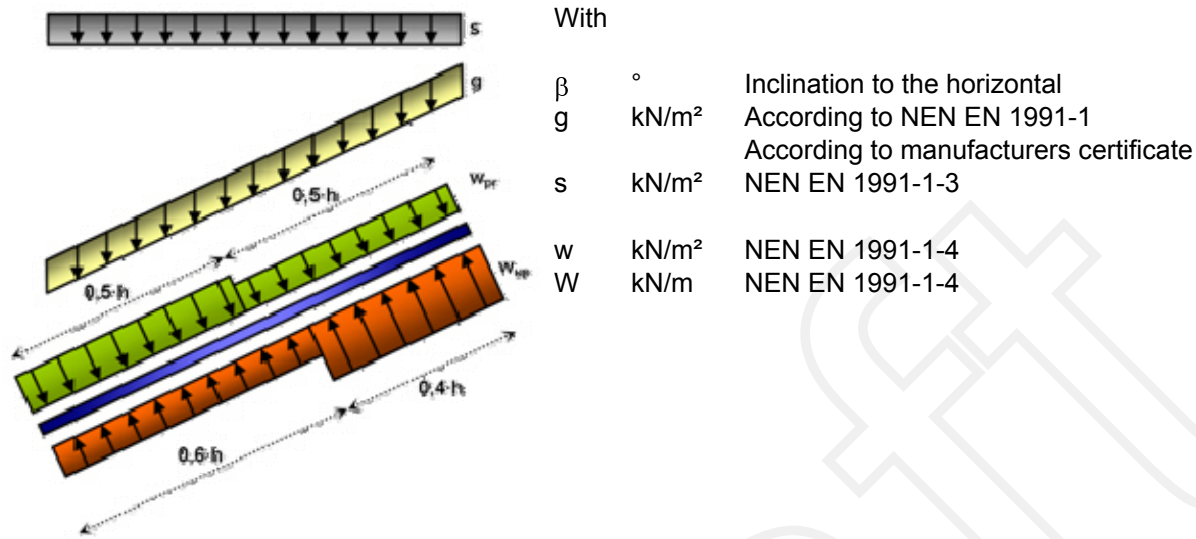 With
s
g
β ° Inclination to the horizontal
g kN/m² According to NEN EN 1991-1
According to manufacturers certificate
s kN/m² NEN EN 1991-1-3
w kN/m² NEN EN 1991-1-4
W kN/m NEN EN 1991-1-4
0,5·h
w_pr
0,5·h
0,4·h
0,6·h